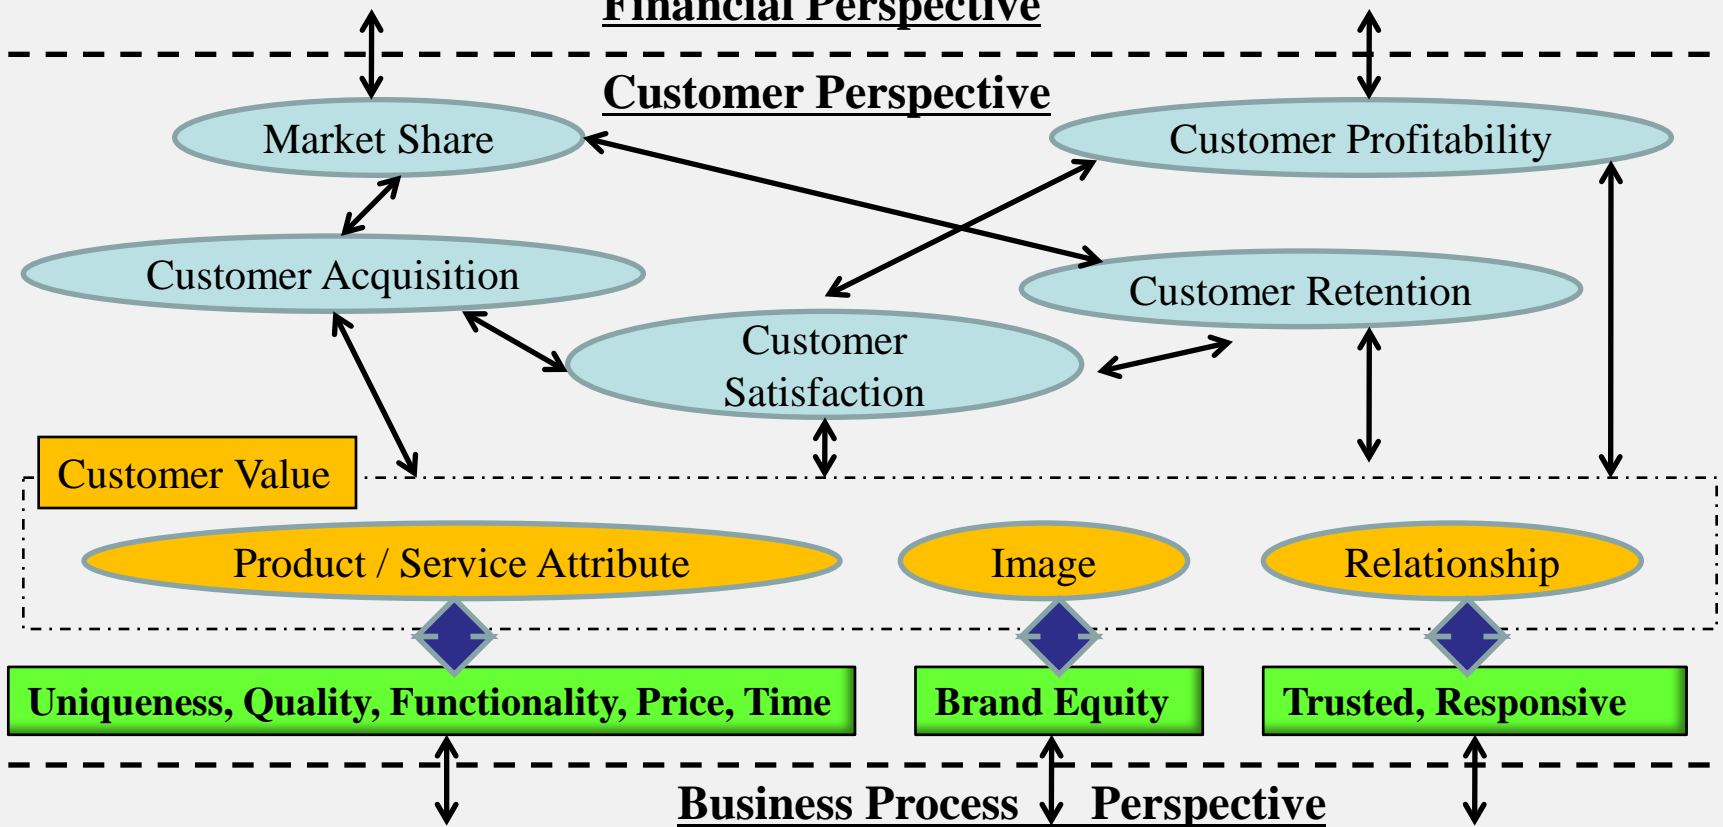 Financial Perspective
Customer Perspective
Market Share
Customer Profitability
Customer Acquisition
Customer Retention
Customer
Satisfaction
Customer Value
Product / Service Attribute
Image
Relationship
Uniqueness, Quality, Functionality, Price, Time
Brand Equity
Trusted, Responsive
Business Process Perspective